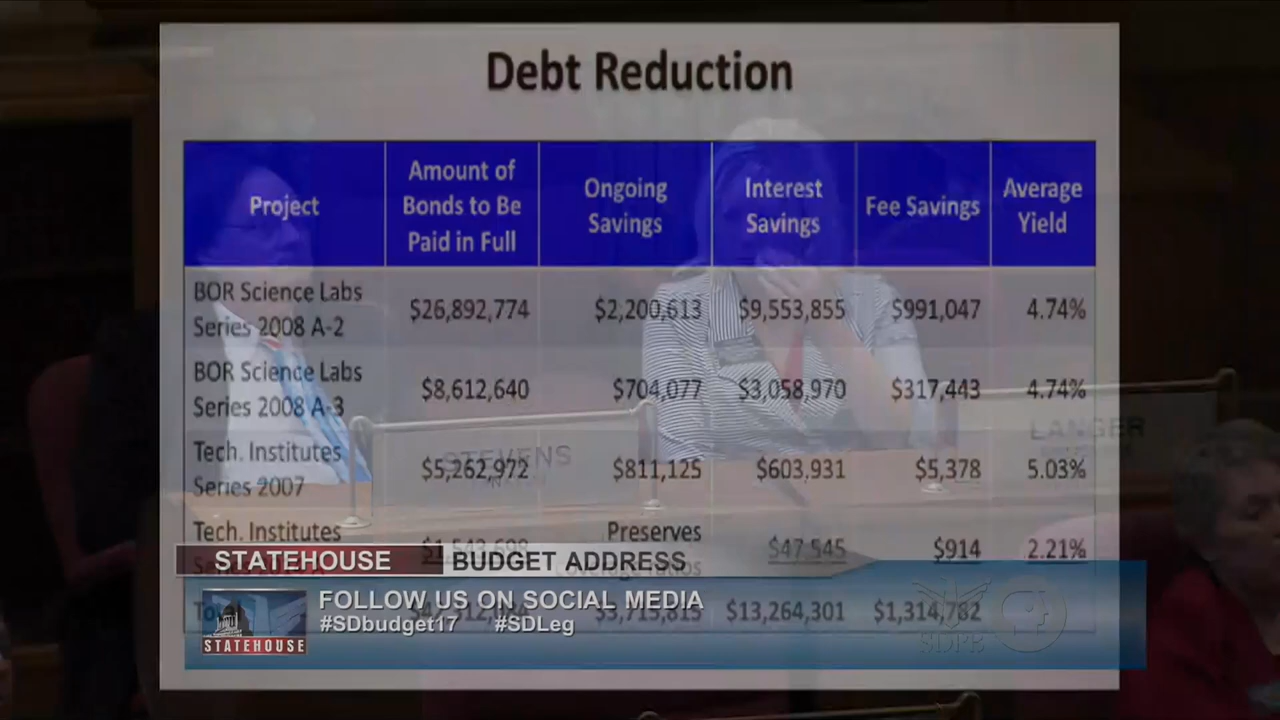 Debt Reduction
Project
Amount of
Bonds to Be
Paid in Full
Ongoing
Savings
Interest
Savings
Fee Savings
Average
Yield
BOR Science Labs
Series 2008 A-2
$26,892,774
$2,200,613
$9,553,855
$991,047
4.74%
BOR Science Labs
Series 2008 A-3
$8,612,640
$704,077
$3,058,970
$317,443
4.74%
Tech. Institutes
Series 2007
$5,262,972
$811,125
$603,931
$5,378
5.03%
STEVENS
LANGER
Tech. Institutes
Preserves
$47,545
$914
2.21%
STATEHOUSE
BUDGET ADDRESS
$3,715,815
$13,264,301
$1,314,782
FOLLOW US ON SOCIAL MEDIA
#SDbudget17 #SDLeg
STATEHOUSE
SDPB